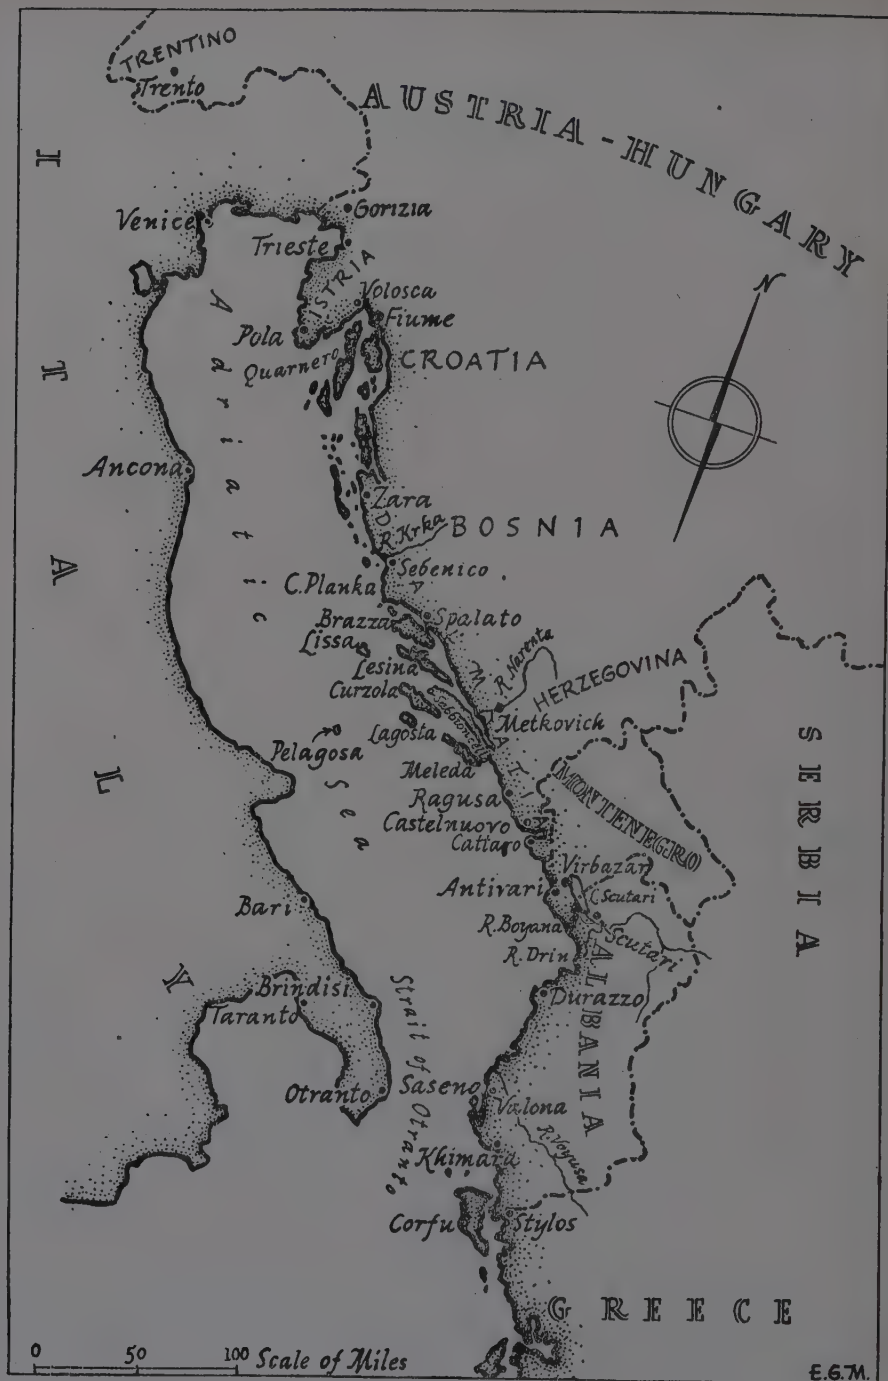 TRENTINO
Trento
AUSTRIA-HUNGARY
ITALY
Gorizia
Venice
Trieste
ISTRIA
Volosca
Fiume
Pola
Quarnero
CROATIA
N
Adriatic Sea
Ancona
Zara
R. Krka
BOSNIA
Sebenico
C. Planka
DALMATIA
Spalato
Brazza
Lissa
Lesina
R. Narenta
HERZEGOVINA
Curzola
Sabbioncello
Metkovich
Lagosta
Pelagosa
Meleda
SERBIA
MONTENEGRO
Ragusa
Castelnuovo
Cattaro
Virbazar
Antivari
L. Scutari
Bari
R. Boyana
Scutari
R. Drin
ALBANIA
Brindisi
Durazzo
Taranto
Strait of Otranto
Otranto
Saseno
Valona
R. Voyusa
Khimara
Corfu
Stylos
GREECE
0 50 100 Scale of Miles
E.G.M.